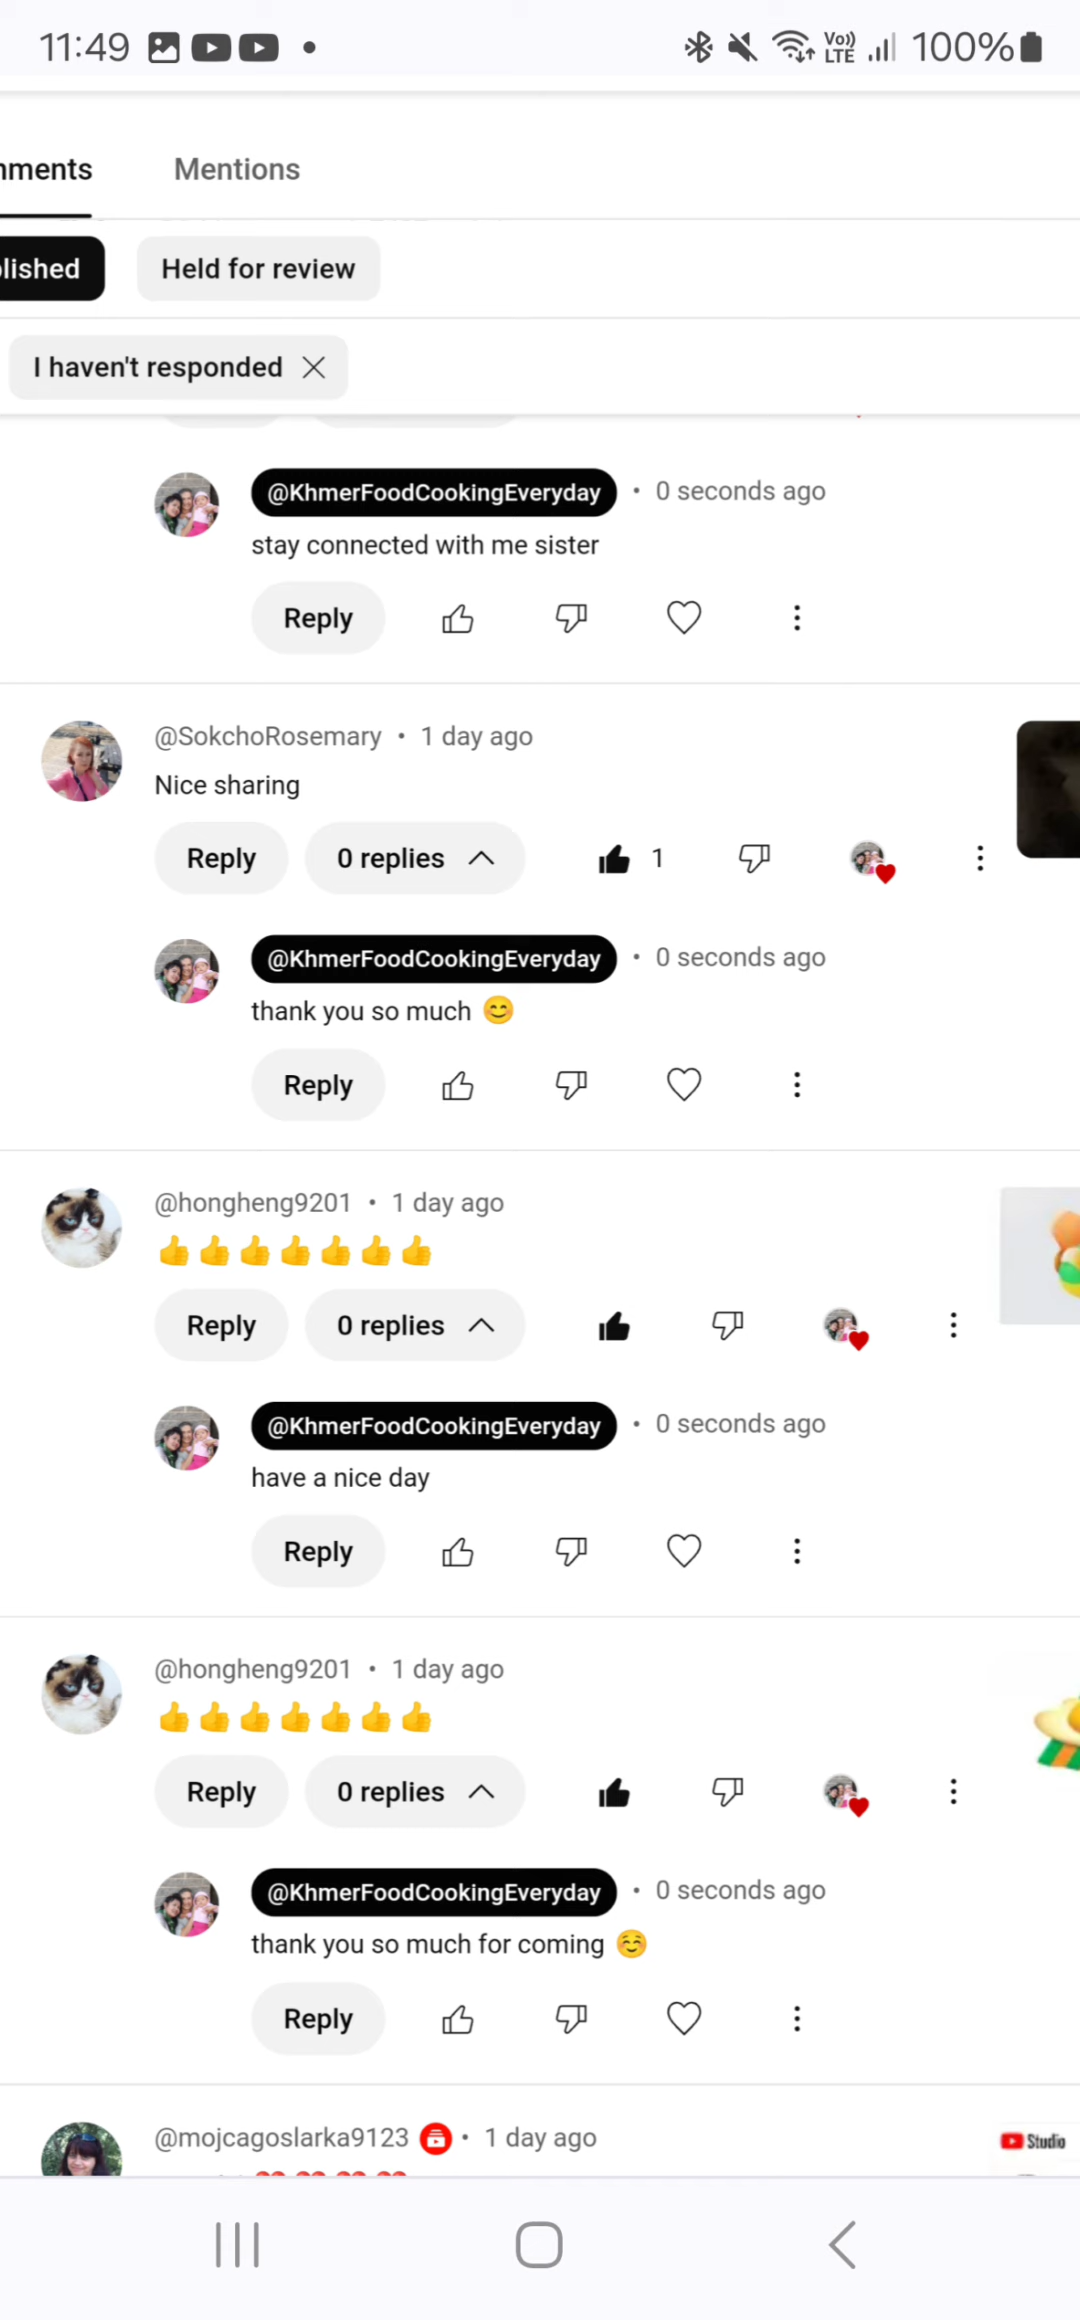 11:49 Vo)) LTE 100%
mments Mentions
lished Held for review
I haven't responded
@KhmerFoodCookingEveryday • 0 seconds ago
stay connected with me sister
Reply
@SokchoRosemary • 1 day ago
Nice sharing
Reply 0 replies 1
@KhmerFoodCookingEveryday • 0 seconds ago
thank you so much 😊
Reply
@hongheng9201 • 1 day ago
👍👍👍👍👍👍👍
Reply 0 replies
@KhmerFoodCookingEveryday • 0 seconds ago
have a nice day
Reply
@hongheng9201 • 1 day ago
👍👍👍👍👍👍👍
Reply 0 replies
@KhmerFoodCookingEveryday • 0 seconds ago
thank you so much for coming ☺️
Reply
@mojcagoslarka9123 • 1 day ago
Studio